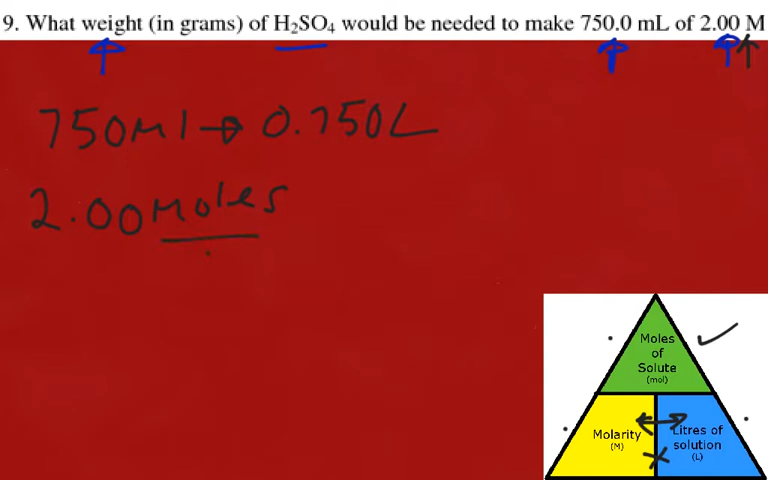 9. What weight (in grams) of H₂SO₄ would be needed to make 750.0 mL of 2.00 M
750Ml → 0.750L
2.00Moles
Moles
of
Solute
(mol)
Molarity
(M)
Litres of
solution
(L)